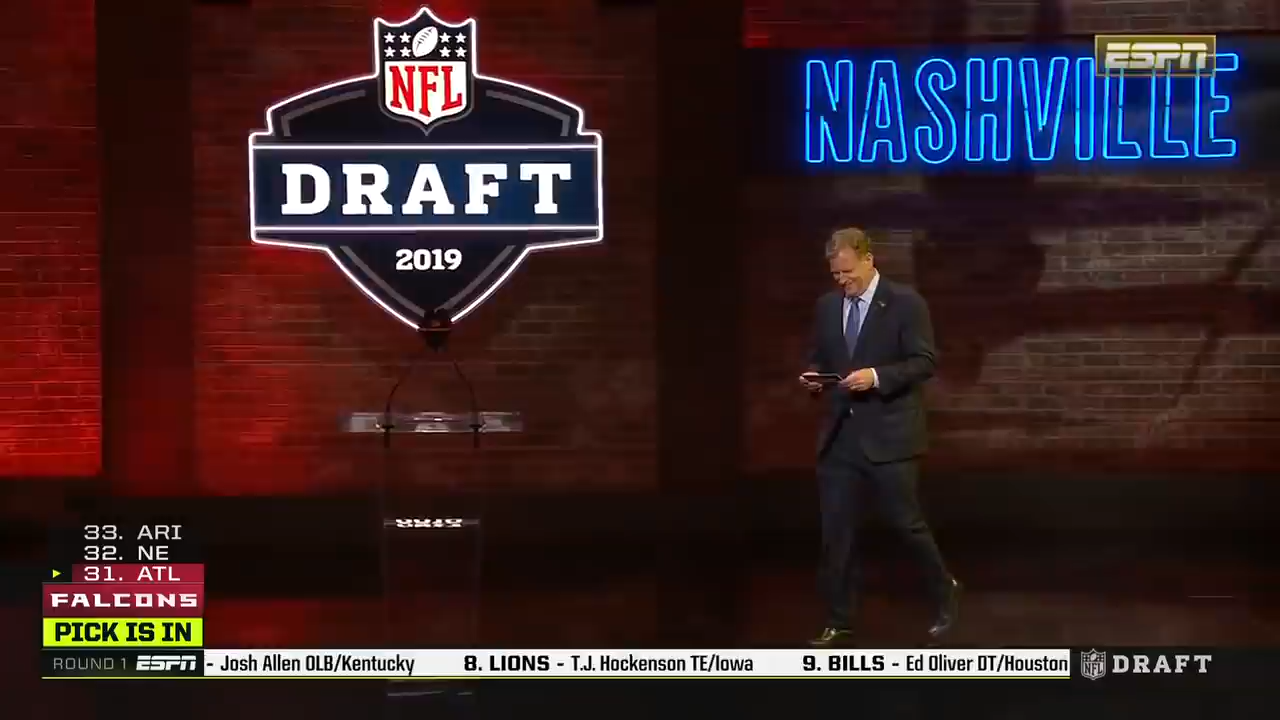 NFL
DRAFT
2019
ESPN
NASHVILLE
33. ARI
32. NE
31. ATL
FALCONS
PICK IS IN
ROUND 1 ESPN - Josh Allen OLB/Kentucky 8. LIONS - T.J. Hockenson TE/Iowa 9. BILLS - Ed Oliver DT/Houston NFL DRAFT